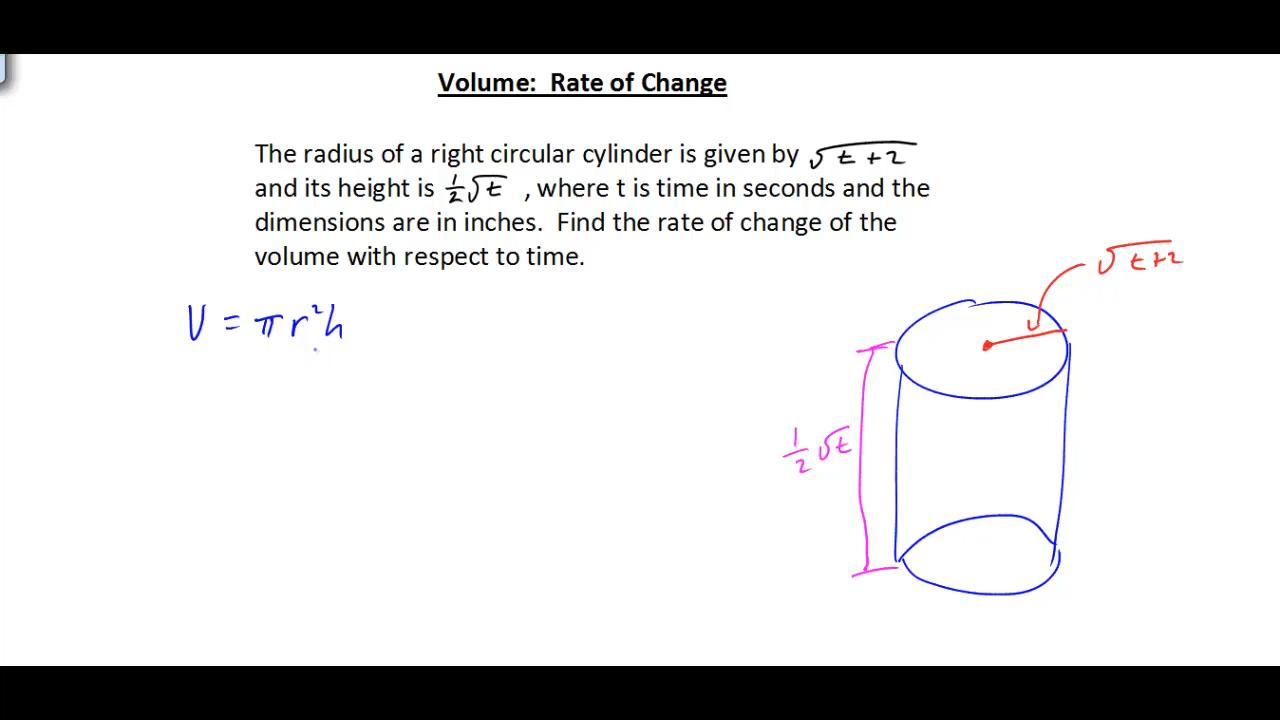 Volume: Rate of Change
The radius of a right circular cylinder is given by √(t+2)
and its height is ½√t , where t is time in seconds and the
dimensions are in inches. Find the rate of change of the
volume with respect to time.
√(t+2)
V = πr²h
½√t